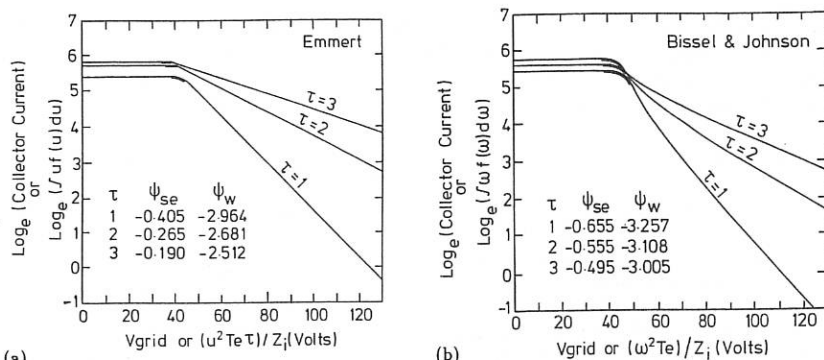 (a)
Emmert
Logₑ (Collector Current)
or
Logₑ (∫ u f (u) du)
6
5
4
3
2
1
0
-1
τ=3
τ=2
τ=1
τ ψse ψw
1 -0.405 -2.964
2 -0.265 -2.681
3 -0.190 -2.512
0 20 40 60 80 100 120
Vgrid or (u²Te τ)/Zi (Volts)
(b)
Bissel & Johnson
Logₑ (Collector Current)
or
Logₑ (∫ω f (ω) dω)
6
5
4
3
2
1
0
-1
τ=3
τ=2
τ=1
τ ψse ψw
1 -0.655 -3.257
2 -0.555 -3.108
3 -0.495 -3.005
0 20 40 60 80 100 120
Vgrid or (ω²Te)/Zi (Volts)